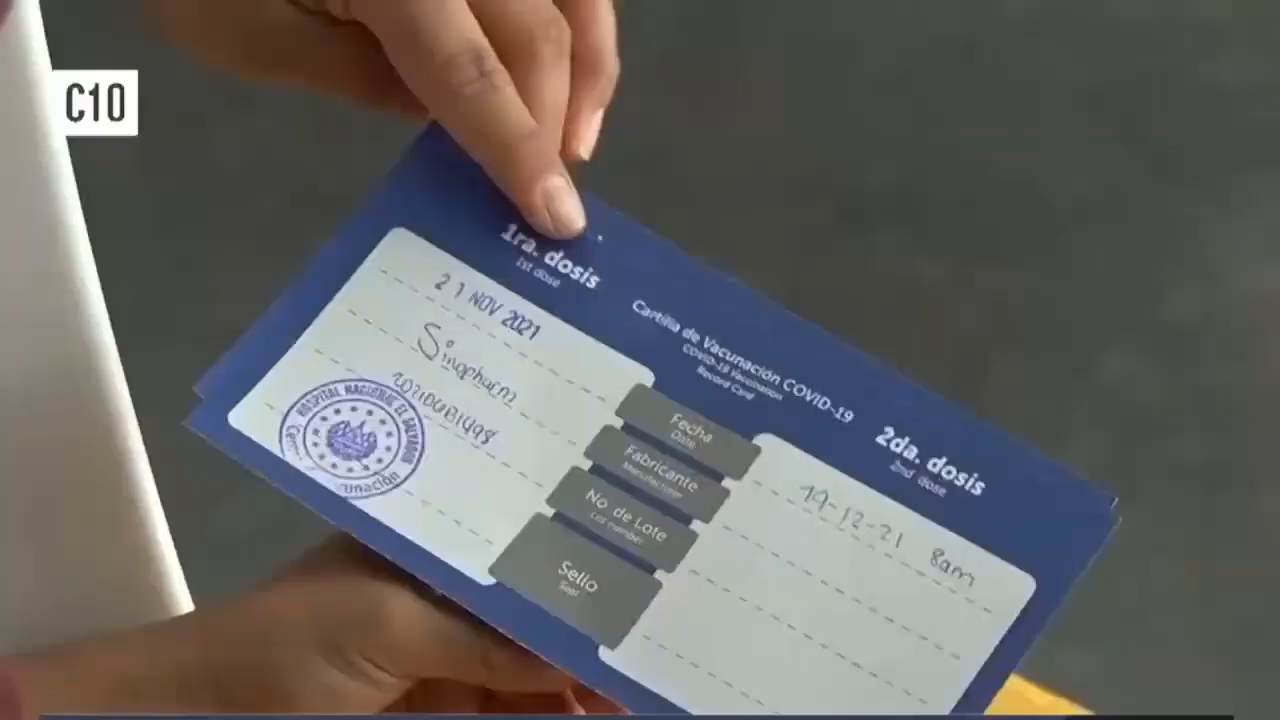 C10
1ra. dosis
1st dose
21 NOV 2021
Sinopharm
HOSPITAL NACIONAL EL SALVADOR
Cartilla de Vacunación COVID-19
COVID-19 Vaccination
Record Card
Fecha
Date
Fabricante
Manufacturer
No. de Lote
Lot number
Sello
Seal
2da. dosis
2nd dose
19-12-21 8am